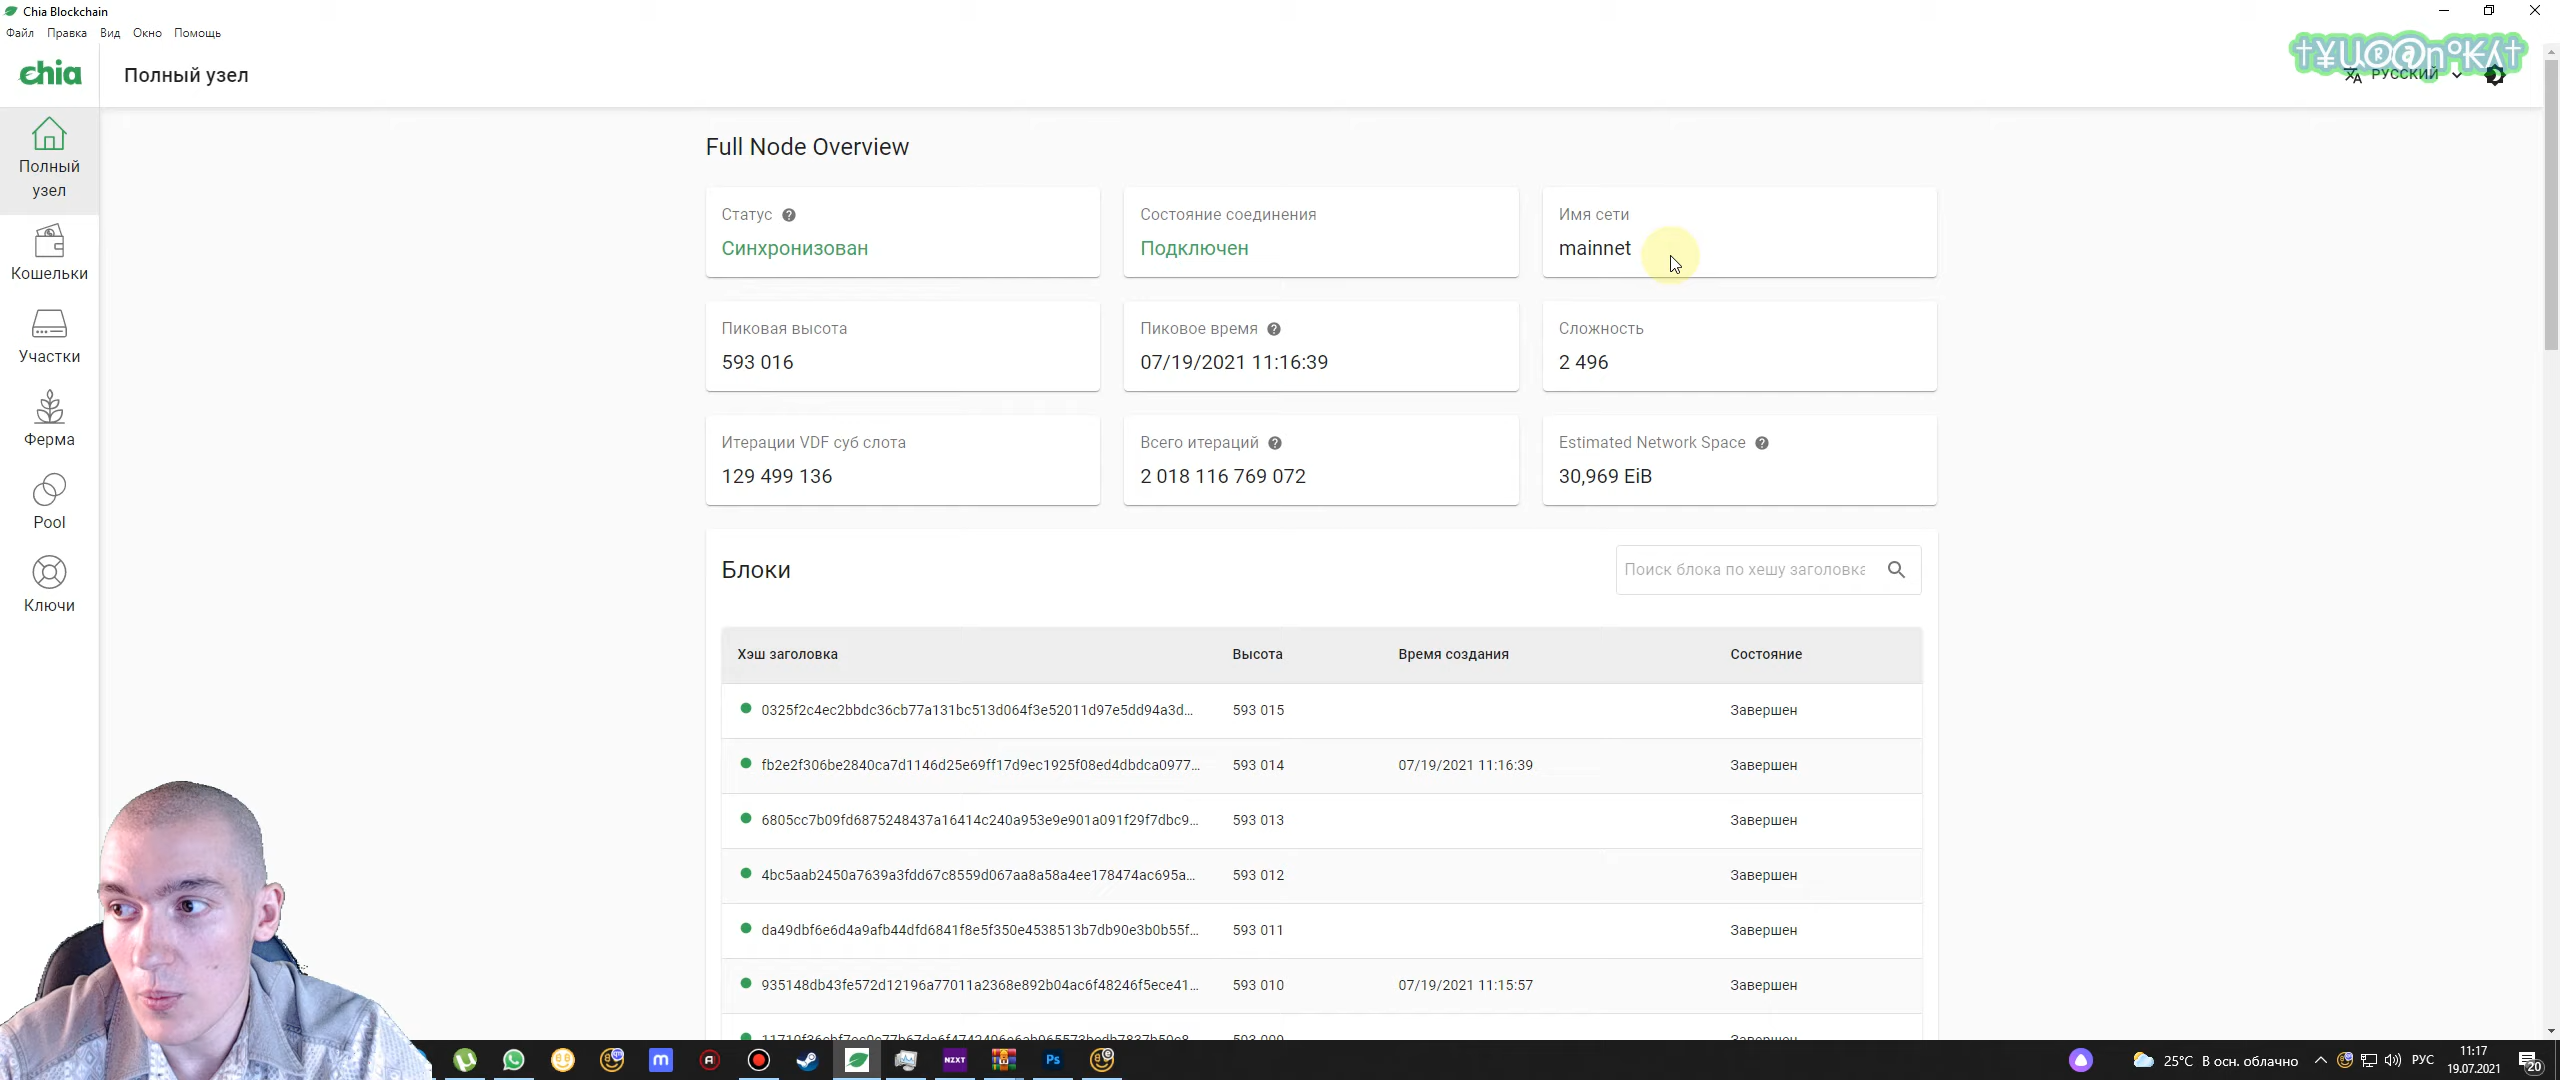 Chia Blockchain
Файл Правка Вид Окно Помощь
chia
Полный узел
РУССКИЙ
Полный
узел
Кошельки
Участки
Ферма
Pool
Ключи
Full Node Overview
Статус
Синхронизован
Состояние соединения
Подключен
Имя сети
mainnet
Пиковая высота
593 016
Пиковое время
07/19/2021 11:16:39
Сложность
2 496
Итерации VDF суб слота
129 499 136
Всего итераций
2 018 116 769 072
Estimated Network Space
30,969 EiB
Блоки
Поиск блока по хешу заголовка
Хэш заголовка Высота Время создания Состояние
0325f2c4ec2bbdc36cb77a131bc513d064f3e52011d97e5dd94a3d... 593 015 Завершен
fb2e2f306be2840ca7d1146d25e69ff17d9ec1925f08ed4dbdca0977... 593 014 07/19/2021 11:16:39 Завершен
6805cc7b09fd6875248437a16414c240a953e9e901a091f29f7dbc9... 593 013 Завершен
4bc5aab2450a7639a3fdd67c8559d067aa8a58a4ee178474ac695a... 593 012 Завершен
da49dbf6e6d4a9afb44dfd6841f8e5f350e4538513b7db90e3b0b55f... 593 011 Завершен
935148db43fe572d12196a77011a2368e892b04ac6f48246f5ece41... 593 010 07/19/2021 11:15:57 Завершен
NZXT
Ps
25°C В осн. облачно
РУС
11:17
19.07.2021
20